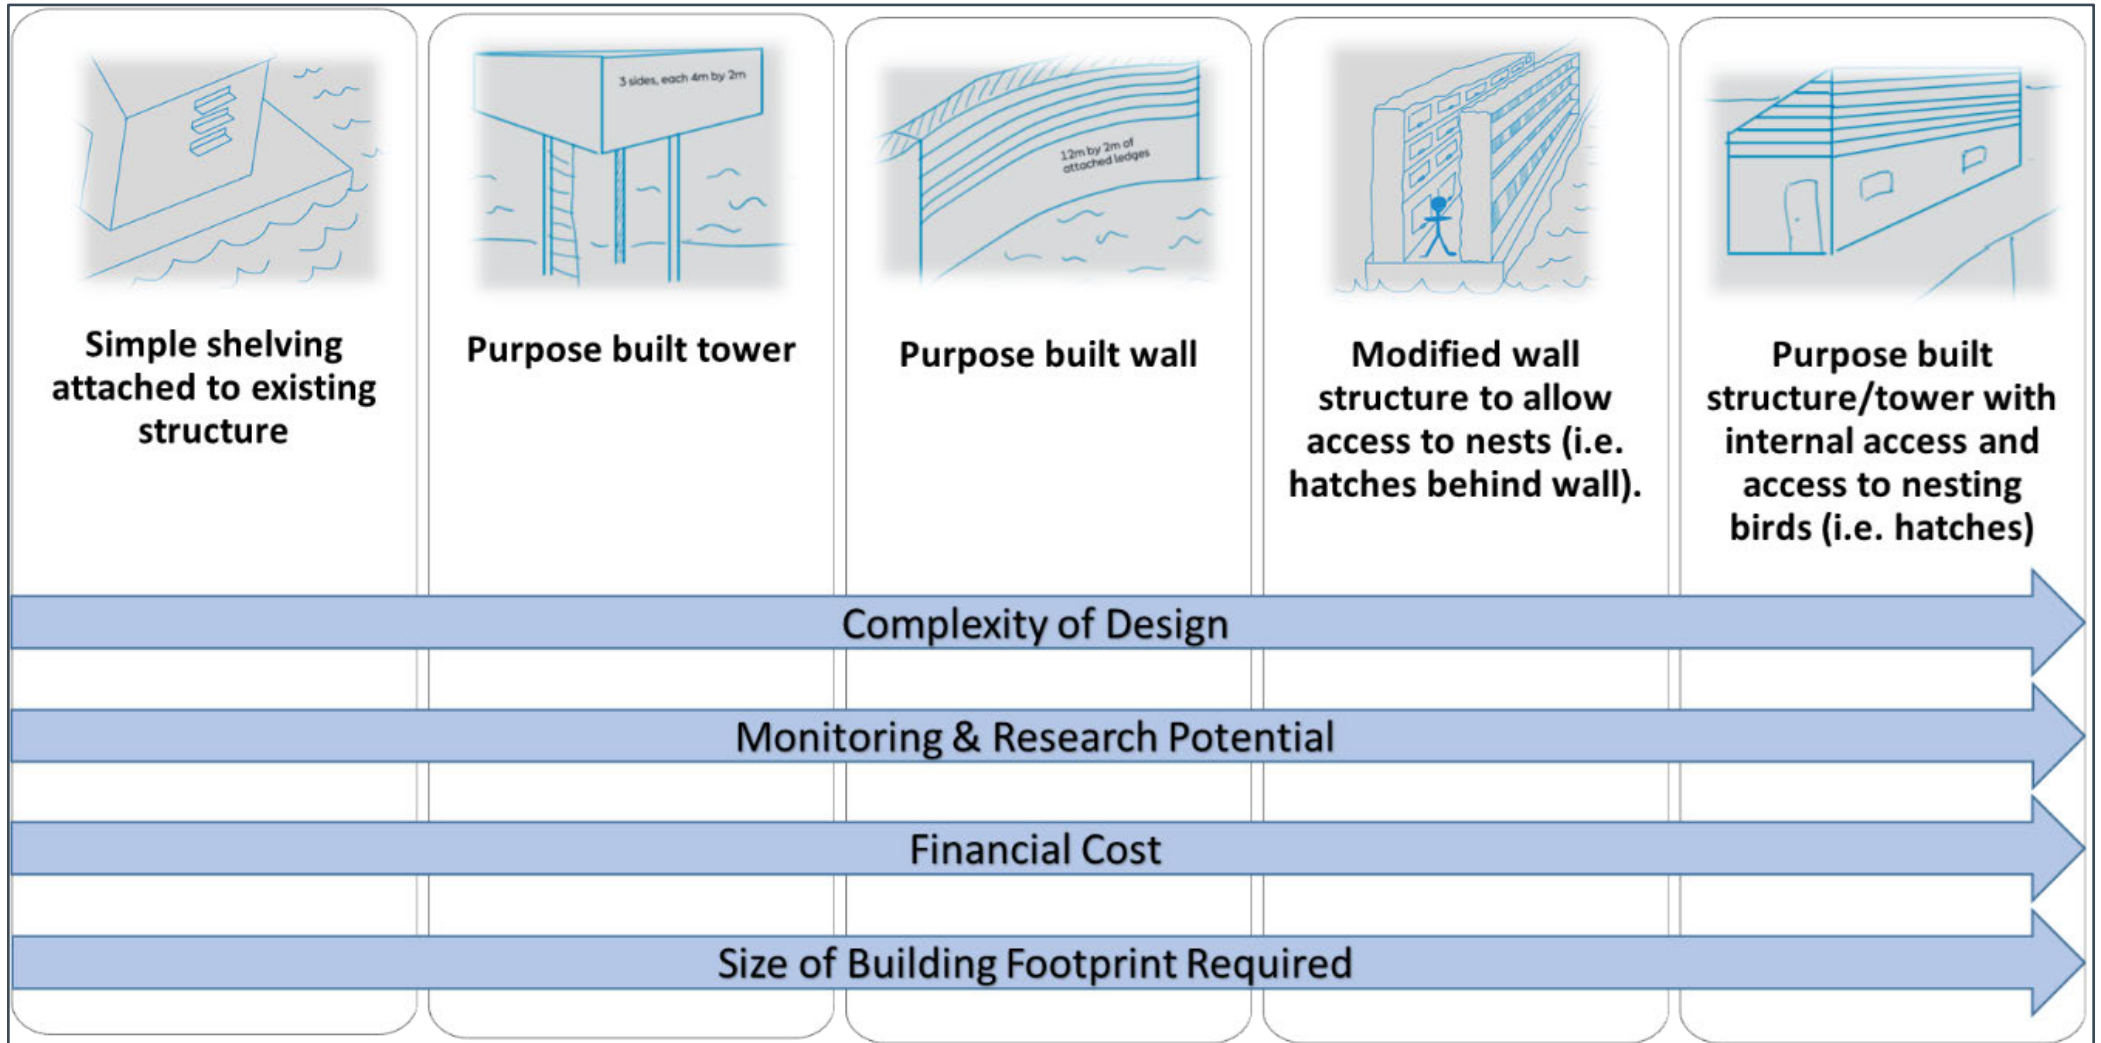 3 sides, each 4m by 2m
12m by 2m of
attached ledges
Simple shelving
attached to existing
structure
Purpose built tower
Purpose built wall
Modified wall
structure to allow
access to nests (i.e.
hatches behind wall).
Purpose built
structure/tower with
internal access and
access to nesting
birds (i.e. hatches)
Complexity of Design
Monitoring & Research Potential
Financial Cost
Size of Building Footprint Required